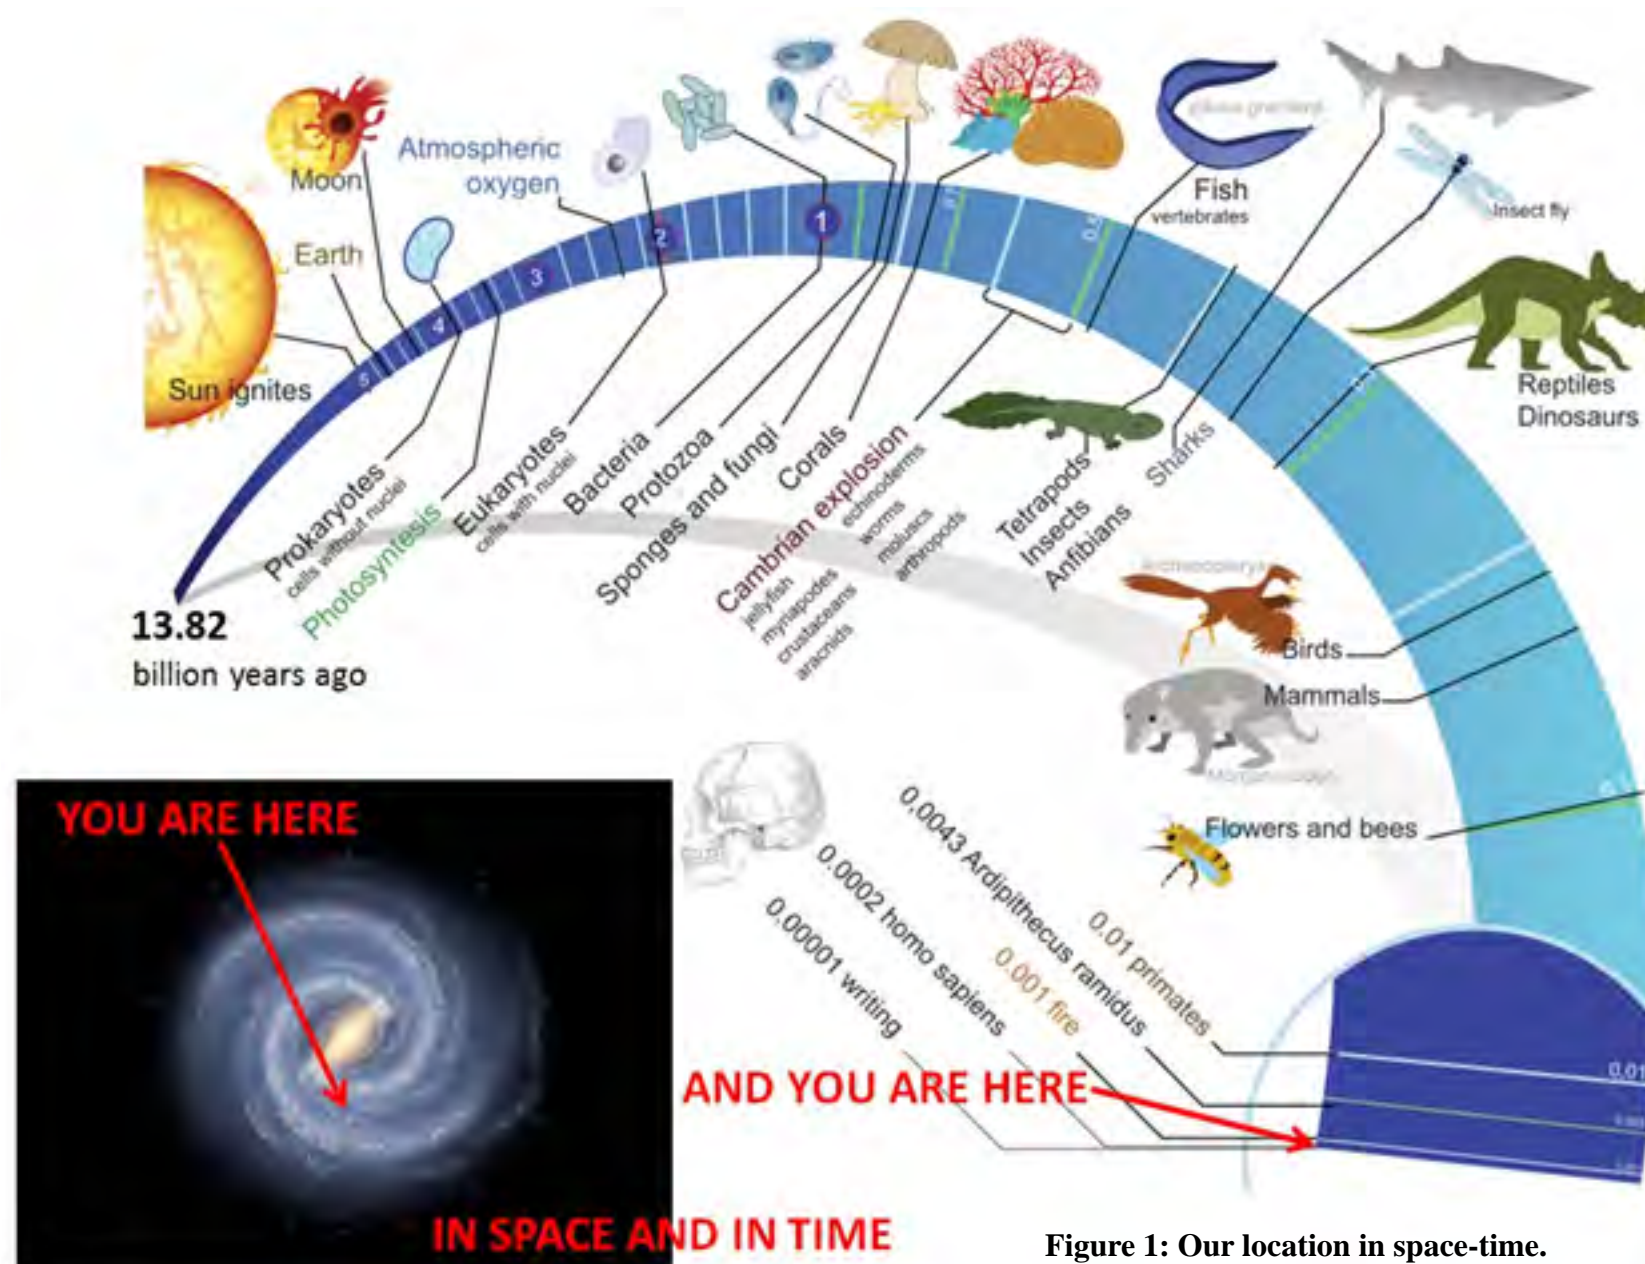 Moon
Atmospheric
oxygen
Earth
Sun ignites
5
4
3
2
1
0.5
Fish
vertebrates
Insect fly
Reptiles
Dinosaurs
Prokaryotes
cells without nuclei
Photosyntesis
Eukaryotes
cells with nuclei
Bacteria
Protozoa
Sponges and fungi
Corals
Cambrian explosion
echinoderms
worms
moluscs
arthropods
jellyfish
myriapodes
crustaceans
aracnids
Tetrapods
Insects
Anfibians
Sharks
13.82
billion years ago
Archaeopteryx
Birds
Mammals
Flowers and bees
0,0043 Ardipithecus ramidus
0.0002 homo sapiens
0.00001 writing
0.01 primates
0.001 fire
0,01
YOU ARE HERE
AND YOU ARE HERE
IN SPACE AND IN TIME
Figure 1: Our location in space-time.